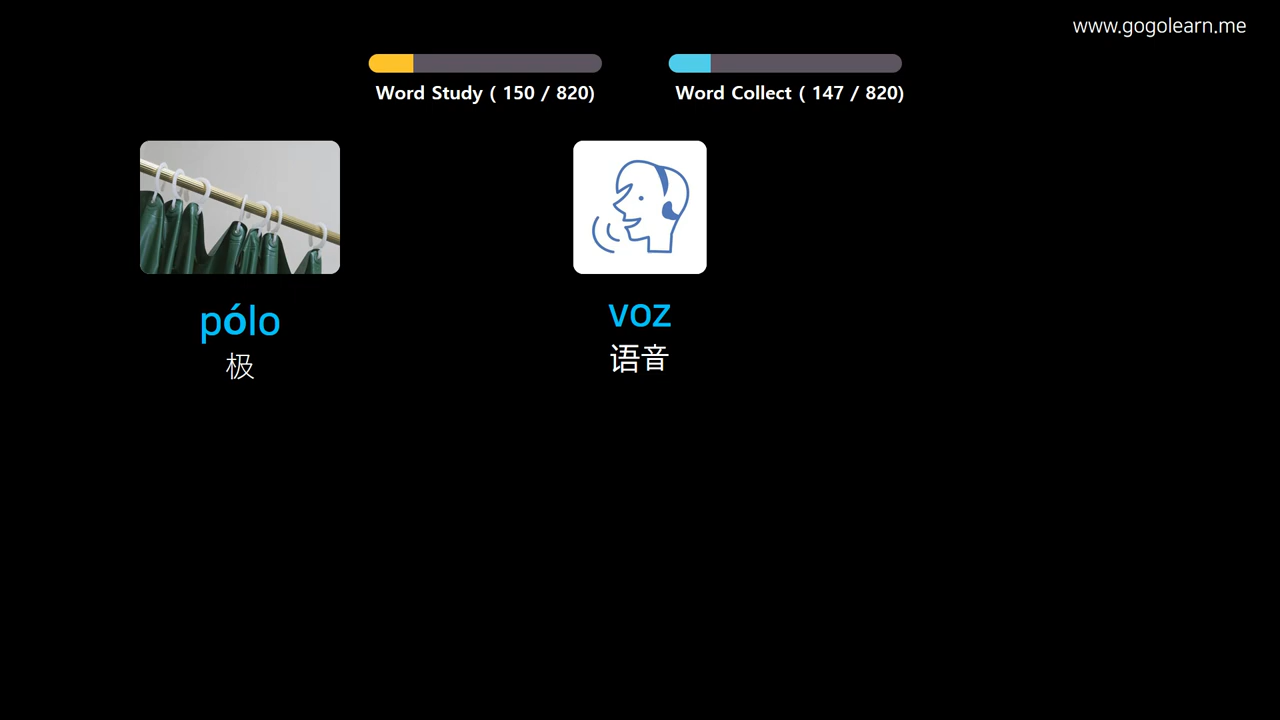 www.gogolearn.me
Word Study ( 150 / 820)
Word Collect ( 147 / 820)
pólo
极
voz
语音